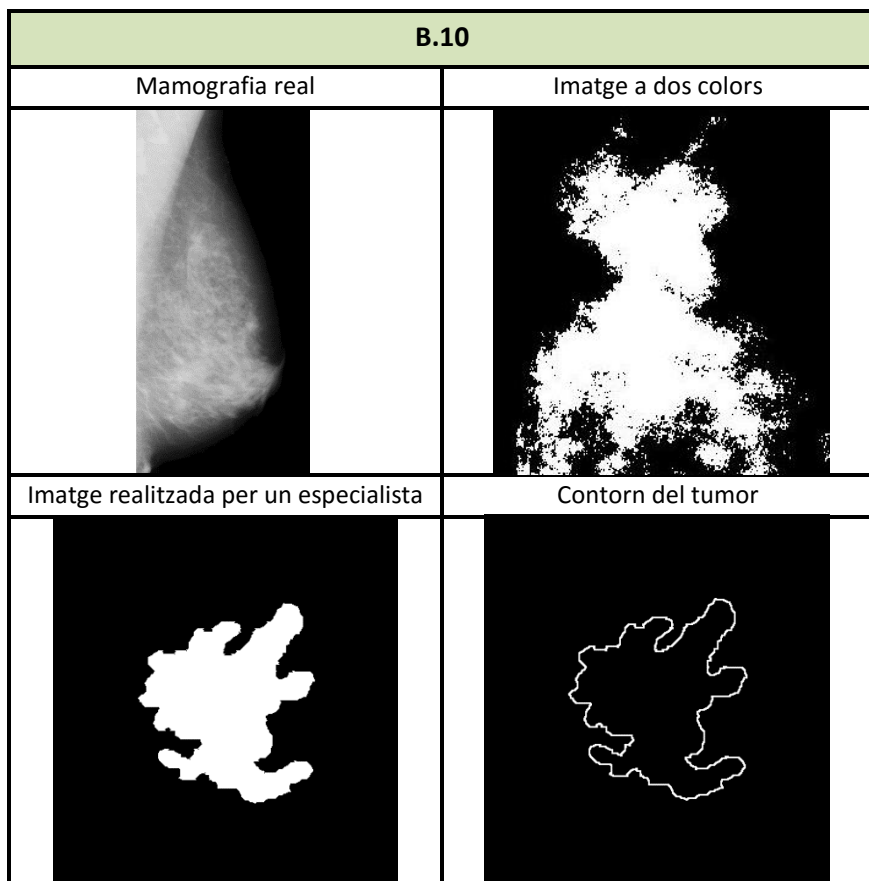 B.10
Mamografia real
Imatge a dos colors
Imatge realitzada per un especialista
Contorn del tumor